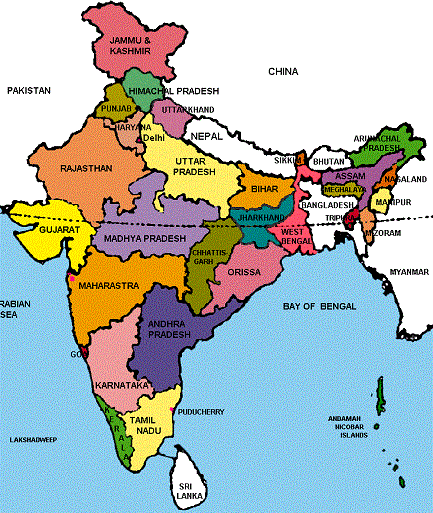 JAMMU &
KASHMIR
CHINA
PAKISTAN
HIMACHAL PRADESH
PUNJAB
UTTARKHAND
HARYANA
Delhi
NEPAL
ARUNACHAL
PRADESH
SIKKIM
BHUTAN
RAJASTHAN
UTTAR
PRADESH
ASSAM
NAGALAND
BIHAR
MEGHALAYA
MANIPUR
BANGLADESH
TRIPURA
JHARKHAND
GUJARAT
WEST
BENGAL
MIZORAM
MADHYA PRADESH
CHHATTIS
GARH
ORISSA
MYANMAR
MAHARASTRA
ARABIAN
SEA
BAY OF BENGAL
ANDHRA
PRADESH
GOA
KARNATAKA
PUDUCHERRY
KERALA
TAMIL
NADU
ANDAMAH
NICOBAR
ISLANDS
LAKSHADWEEP
SRI
LANKA